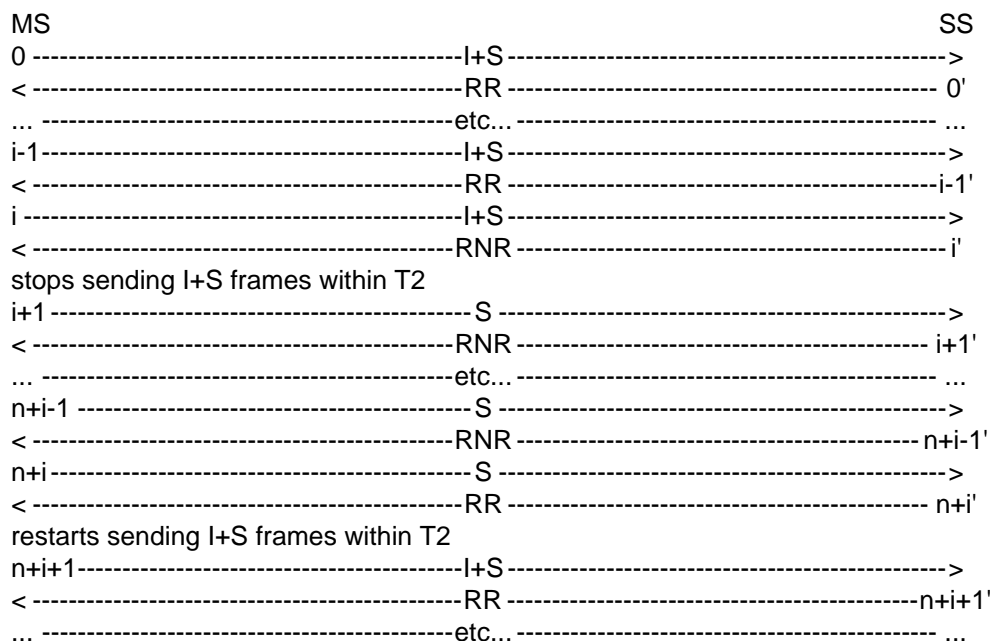 MS SS
0 ------------------------------------------------I+S------------------------------------------------->
< ------------------------------------------------RR ------------------------------------------------ 0'
... ----------------------------------------------etc...----------------------------------------------- ...
i-1-----------------------------------------------I+S------------------------------------------------->
< ------------------------------------------------RR ------------------------------------------------i-1'
i -------------------------------------------------I+S------------------------------------------------->
< -----------------------------------------------RNR------------------------------------------------ i'
stops sending I+S frames within T2
i+1----------------------------------------------- S -------------------------------------------------->
< -----------------------------------------------RNR---------------------------------------------- i+1'
... ----------------------------------------------etc...----------------------------------------------- ...
n+i-1 -------------------------------------------- S -------------------------------------------------->
< -----------------------------------------------RNR--------------------------------------------- n+i-1'
n+i----------------------------------------------- S -------------------------------------------------->
< ------------------------------------------------RR ----------------------------------------------- n+i'
restarts sending I+S frames within T2
n+i+1-------------------------------------------I+S------------------------------------------------->
< ------------------------------------------------RR ----------------------------------------------n+i+1'
... ----------------------------------------------etc...----------------------------------------------- ...